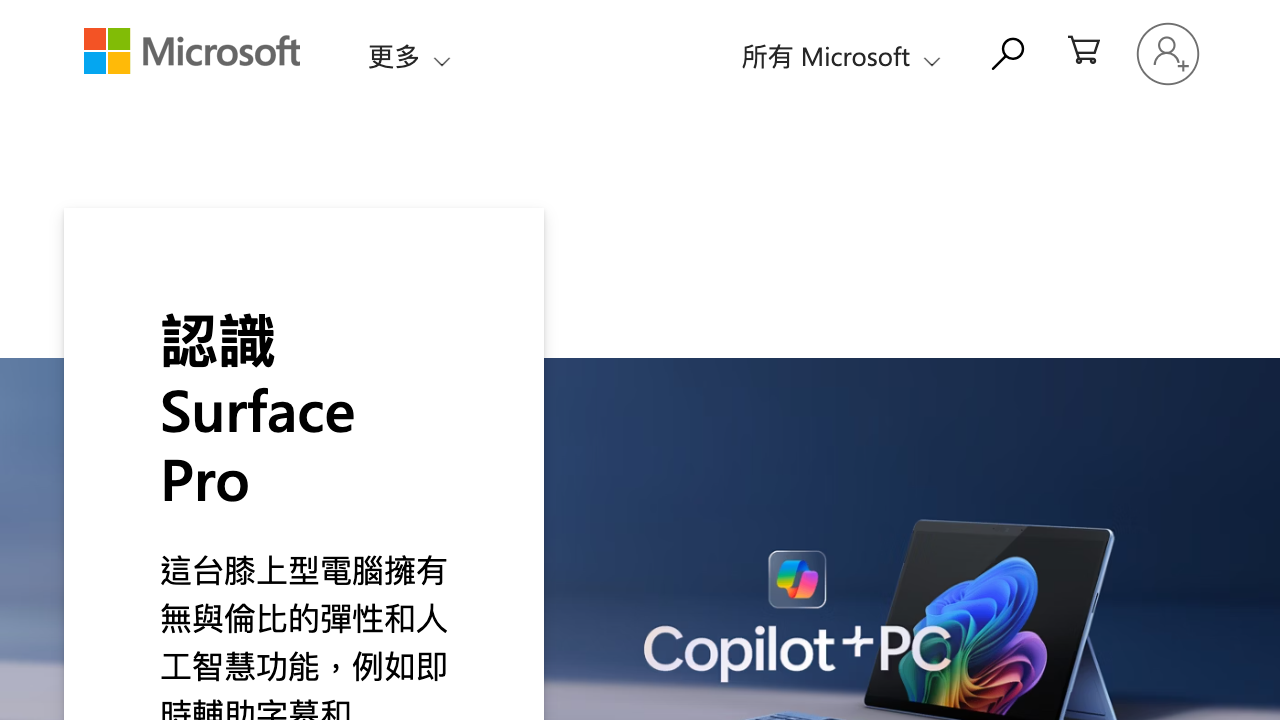 Microsoft
更多
所有 Microsoft
認識
Surface
Pro
這台膝上型電腦擁有
無與倫比的彈性和人
工智慧功能，例如即
時輔助字幕和
Copilot+PC